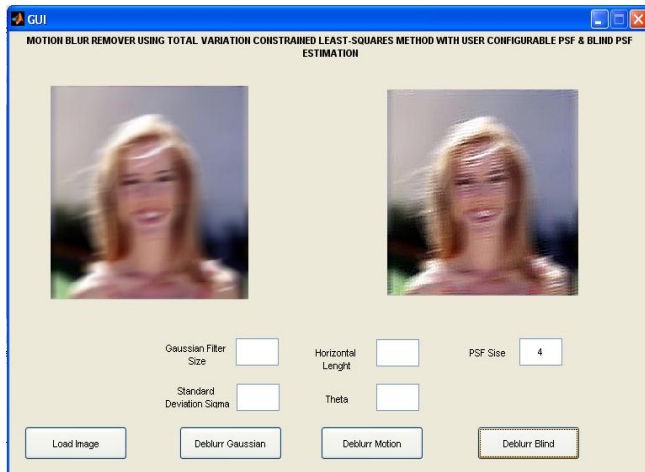 GUI
MOTION BLUR REMOVER USING TOTAL VARIATION CONSTRAINED LEAST-SQUARES METHOD WITH USER CONFIGURABLE PSF & BLIND PSF
ESTIMATION
Gaussian Filter
Size
Horizontal
Lenght
PSF Sise
4
Standard
Deviation Sigma
Theta
Load Image
Deblurr Gaussian
Deblurr Motion
Deblurr Blind